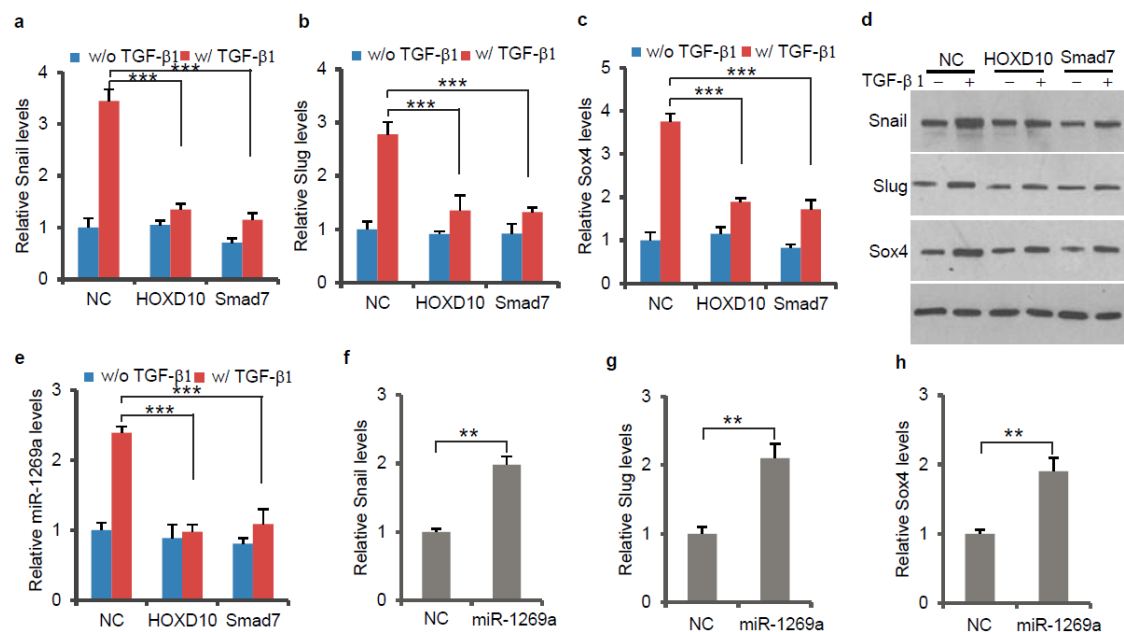 a
w/o TGF-β1 w/ TGF-β1
Relative Snail levels
4
3
2
1
0
***
***
NC HOXD10 Smad7
b
w/o TGF-β1 w/ TGF-β1
Relative Slug levels
4
3
2
1
0
***
***
NC HOXD10 Smad7
c
w/o TGF-β1 w/ TGF-β1
Relative Sox4 levels
5
4
3
2
1
0
***
***
NC HOXD10 Smad7
d
NC HOXD10 Smad7
TGF-β 1 – + – + – +
Snail
Slug
Sox4
e
w/o TGF-β1 w/ TGF-β1
Relative miR-1269a levels
3
2
1
0
***
***
NC HOXD10 Smad7
f
Relative Snail levels
3
2
1
0
**
NC miR-1269a
g
Relative Slug levels
3
2
1
0
**
NC miR-1269a
h
Relative Sox4 levels
3
2
1
0
**
NC miR-1269a